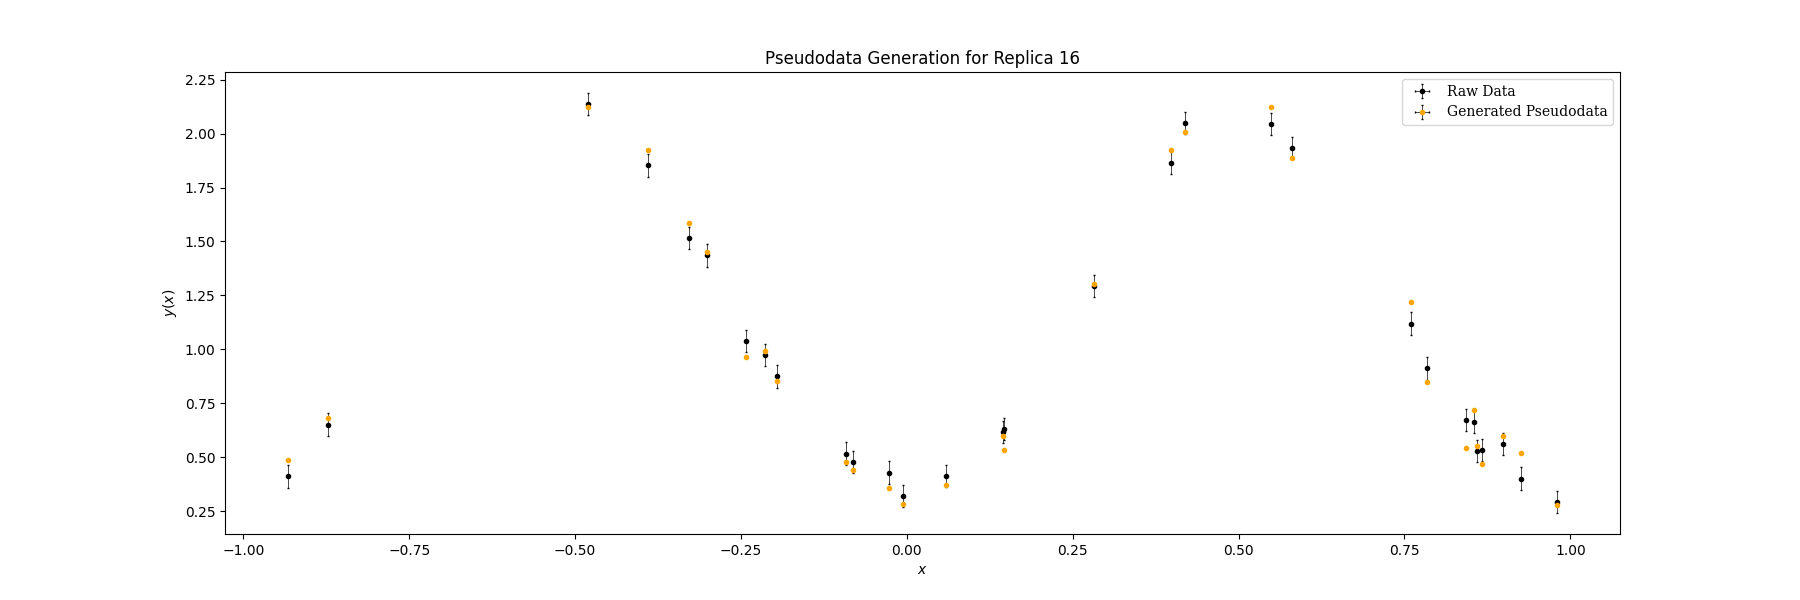 Pseudodata Generation for Replica 16
2.25
2.00
1.75
1.50
1.25
1.00
0.75
0.50
0.25
y(x)
Raw Data
Generated Pseudodata
−1.00 −0.75 −0.50 −0.25 0.00 0.25 0.50 0.75 1.00
x